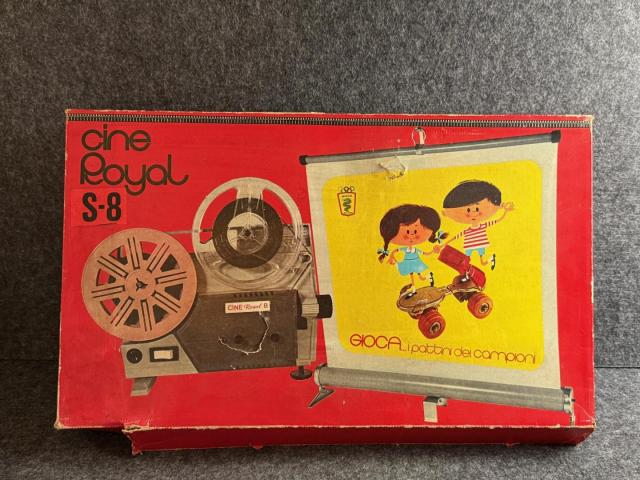 cine
Royal
S-8
CINE Royal 8
GIOCA...i pattini dei campioni